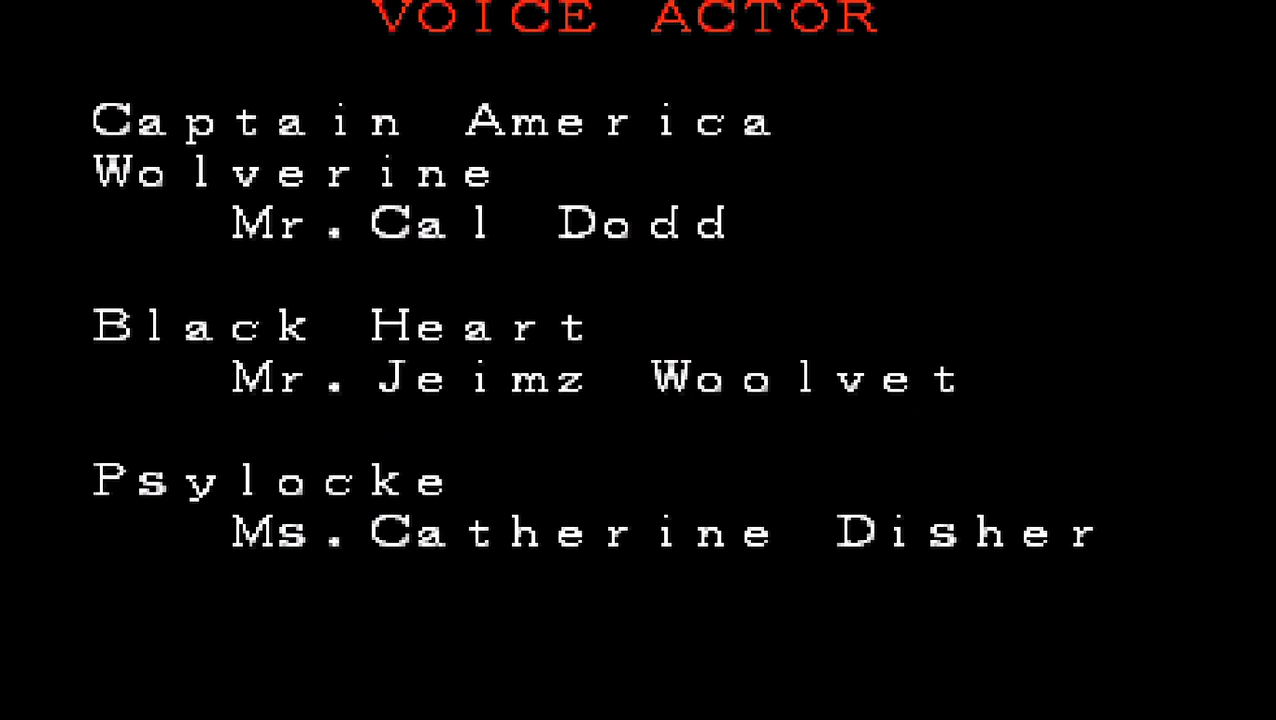 VOICE ACTOR
Captain America
Wolverine
Mr.Cal Dodd
Black Heart
Mr.Jeimz Woolvet
Psylocke
Ms.Catherine Disher